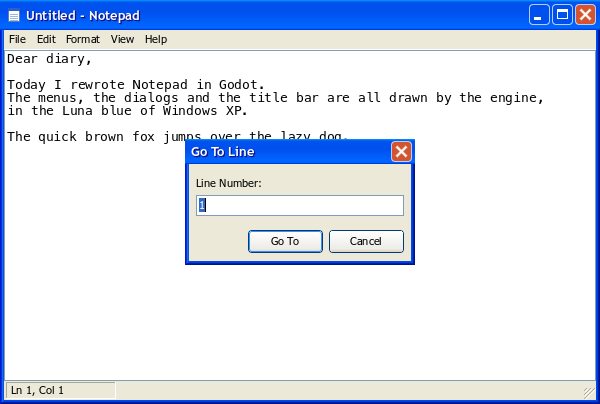 Untitled - Notepad
File Edit Format View Help
Dear diary,
Today I rewrote Notepad in Godot.
The menus, the dialogs and the title bar are all drawn by the engine,
in the Luna blue of Windows XP.
The quick brown fox jumps over the lazy dog.
Go To Line
Line Number:
1
Go To Cancel
Ln 1, Col 1